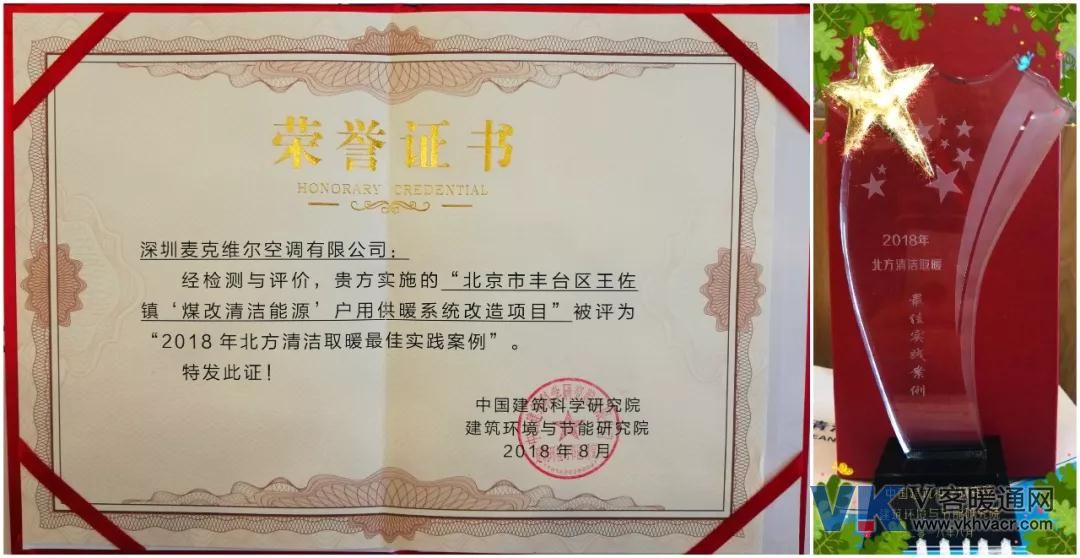 荣誉证书
HONORARY CREDENTIAL
深圳麦克维尔空调有限公司：
经检测与评价，贵方实施的“北京市丰台区王佐
镇‘煤改清洁能源’户用供暖系统改造项目”被评为
“2018年北方清洁取暖最佳实践案例”。
特发此证！
中国建筑科学研究院
建筑环境与节能研究院
2018年8月
2018年
北方清洁取暖
最佳实践案例
VK客暖通网
www.vkhvacr.com